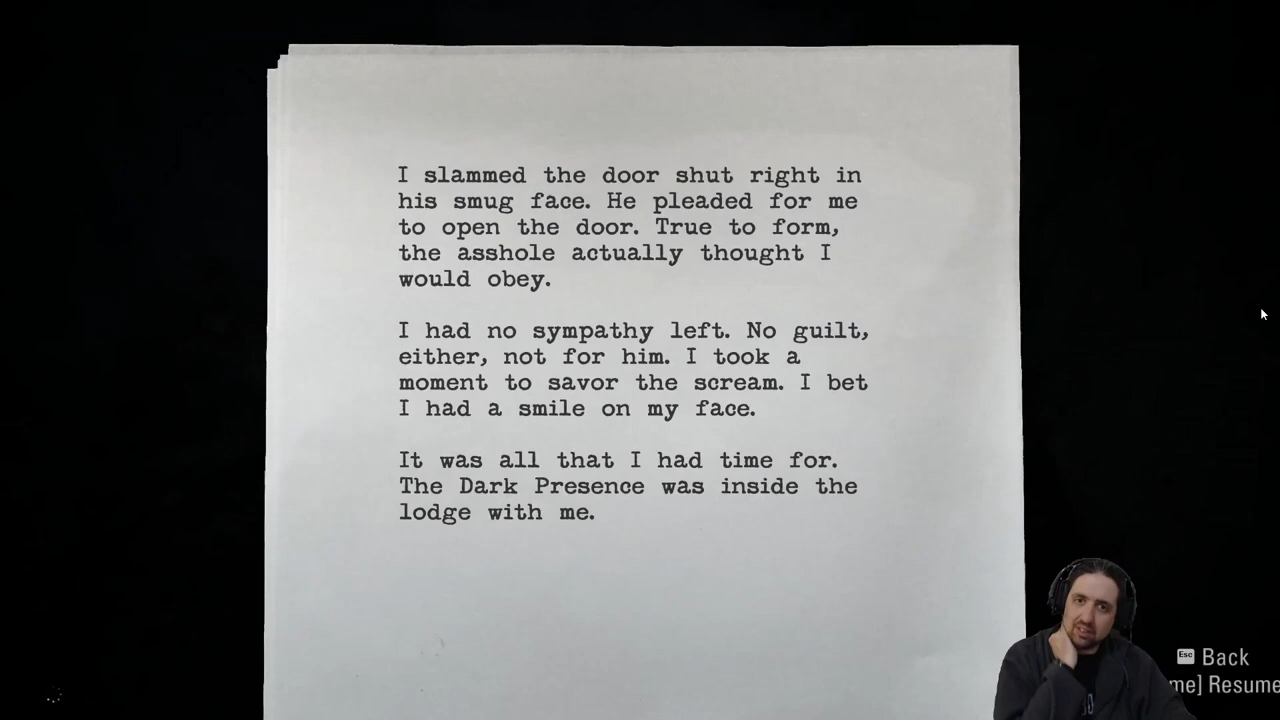 I slammed the door shut right in
his smug face. He pleaded for me
to open the door. True to form,
the asshole actually thought I
would obey.
I had no sympathy left. No guilt,
either, not for him. I took a
moment to savor the scream. I bet
I had a smile on my face.
It was all that I had time for.
The Dark Presence was inside the
lodge with me.
Esc Back
me] Resume